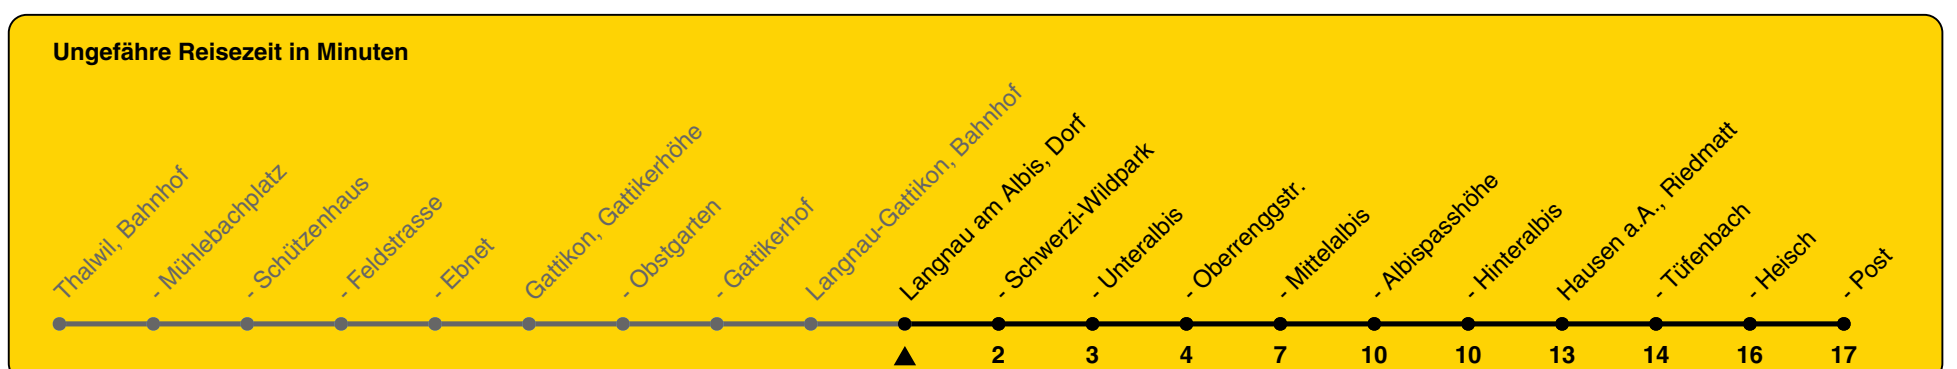 Ungefähre Reisezeit in Minuten
Thalwil, Bahnhof
- Mühlebachplatz
- Schützenhaus
- Feldstrasse
- Ebnet
Gattikon, Gattikerhöhe
- Obstgarten
- Gattikerhof
Langnau-Gattikon, Bahnhof
Langnau am Albis, Dorf
- Schwerzi-Wildpark
- Unteralbis
- Oberrenggstr.
- Mittelalbis
- Albispasshöhe
- Hinteralbis
Hausen a.A., Riedmatt
- Tüfenbach
- Heisch
- Post
2 3 4 7 10 10 13 14 16 17